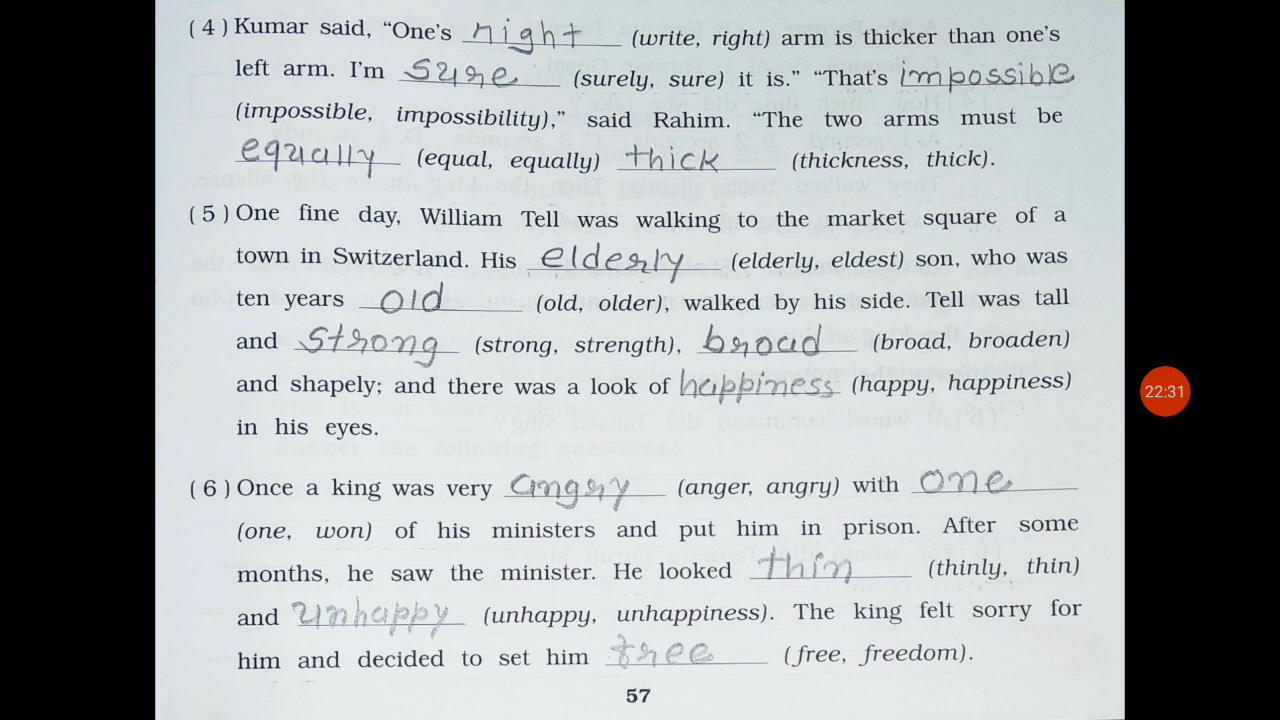 (4) Kumar said, "One's right (write, right) arm is thicker than one's
left arm. I'm sure (surely, sure) it is." "That's impossible
(impossible, impossibility)," said Rahim. "The two arms must be
equally (equal, equally) thick (thickness, thick).
(5) One fine day, William Tell was walking to the market square of a
town in Switzerland. His elderly (elderly, eldest) son, who was
ten years old (old, older), walked by his side. Tell was tall
and strong (strong, strength), broad (broad, broaden)
and shapely; and there was a look of happiness (happy, happiness)
in his eyes.
(6) Once a king was very angry (anger, angry) with one
(one, won) of his ministers and put him in prison. After some
months, he saw the minister. He looked thin (thinly, thin)
and unhappy (unhappy, unhappiness). The king felt sorry for
him and decided to set him free (free, freedom).
57
22:31